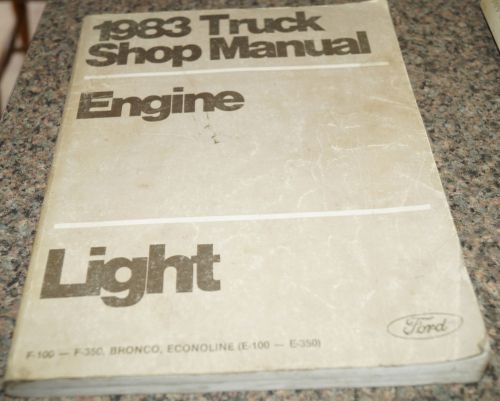 1983 Truck
Shop Manual
Engine
Light
Ford
F-100 — F-350, BRONCO, ECONOLINE (E-100 — E-350)